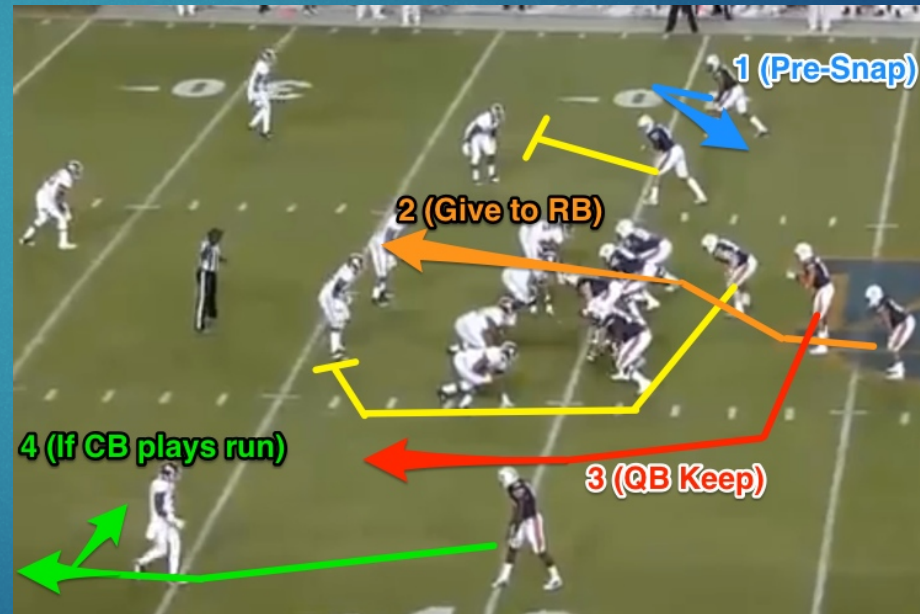 1 (Pre-Snap)
2 (Give to RB)
4 (If CB plays run)
3 (QB Keep)